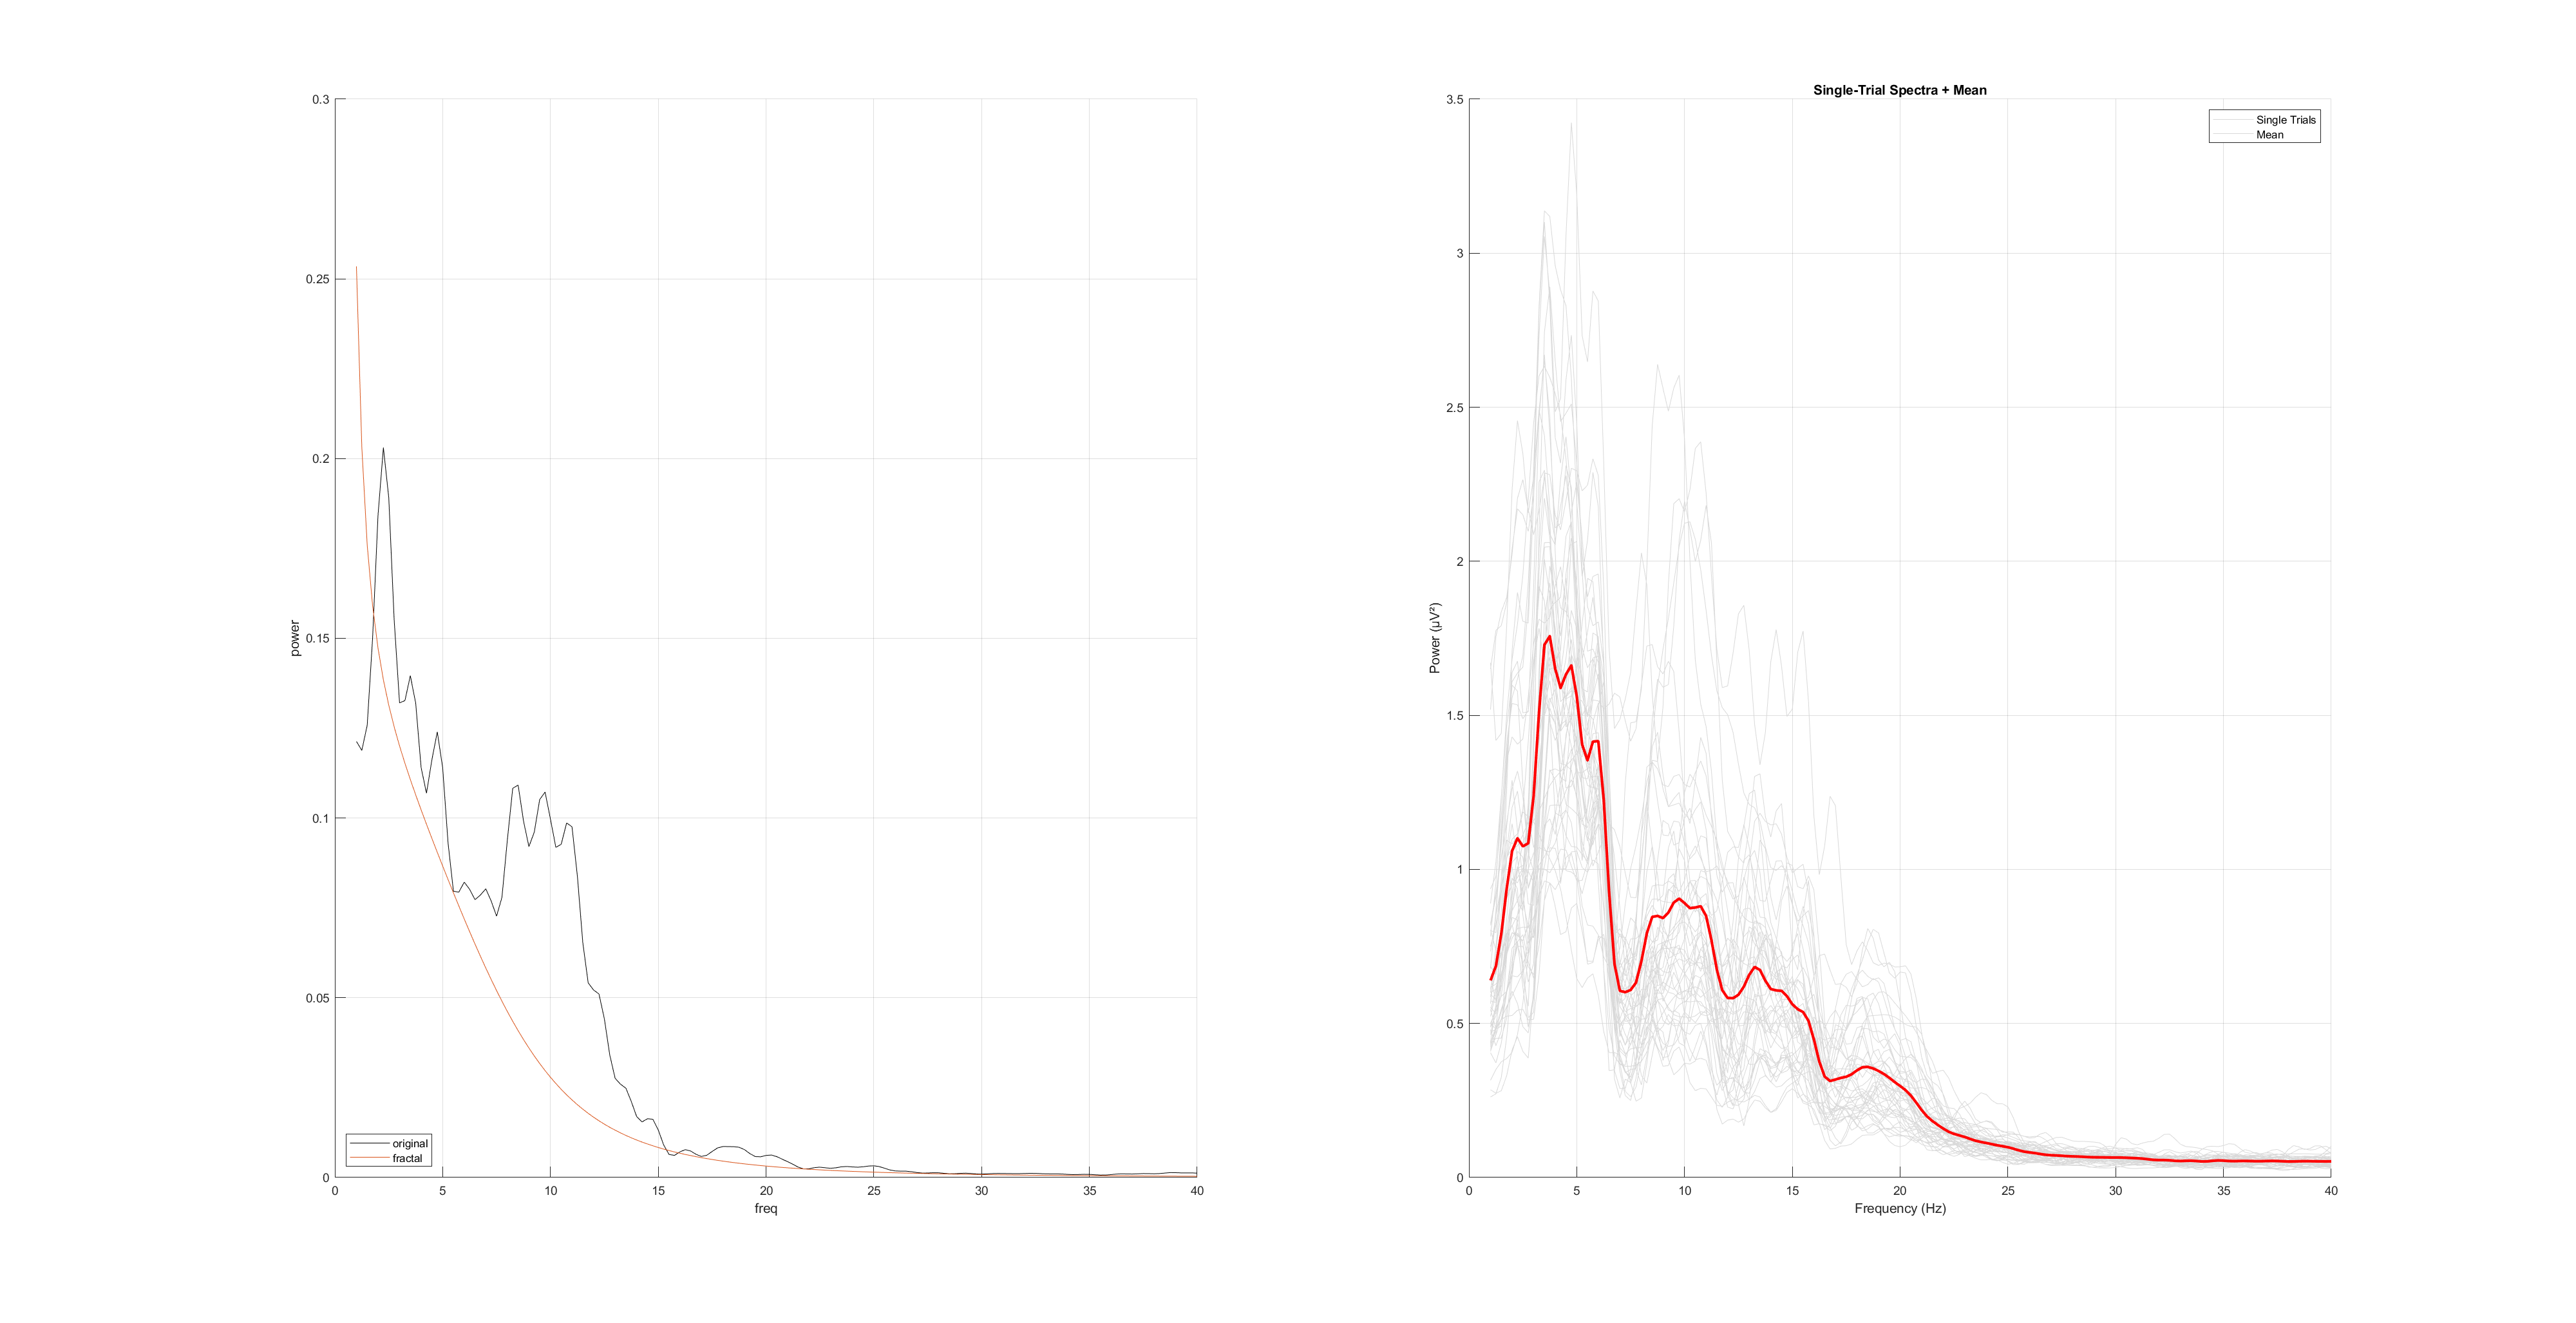 0.3
0.25
0.2
0.15
0.1
0.05
0
power
original
fractal
0 5 10 15 20 25 30 35 40
freq
Single-Trial Spectra + Mean
3.5
3
2.5
2
1.5
1
0.5
0
Power (µV²)
Single Trials
Mean
0 5 10 15 20 25 30 35 40
Frequency (Hz)